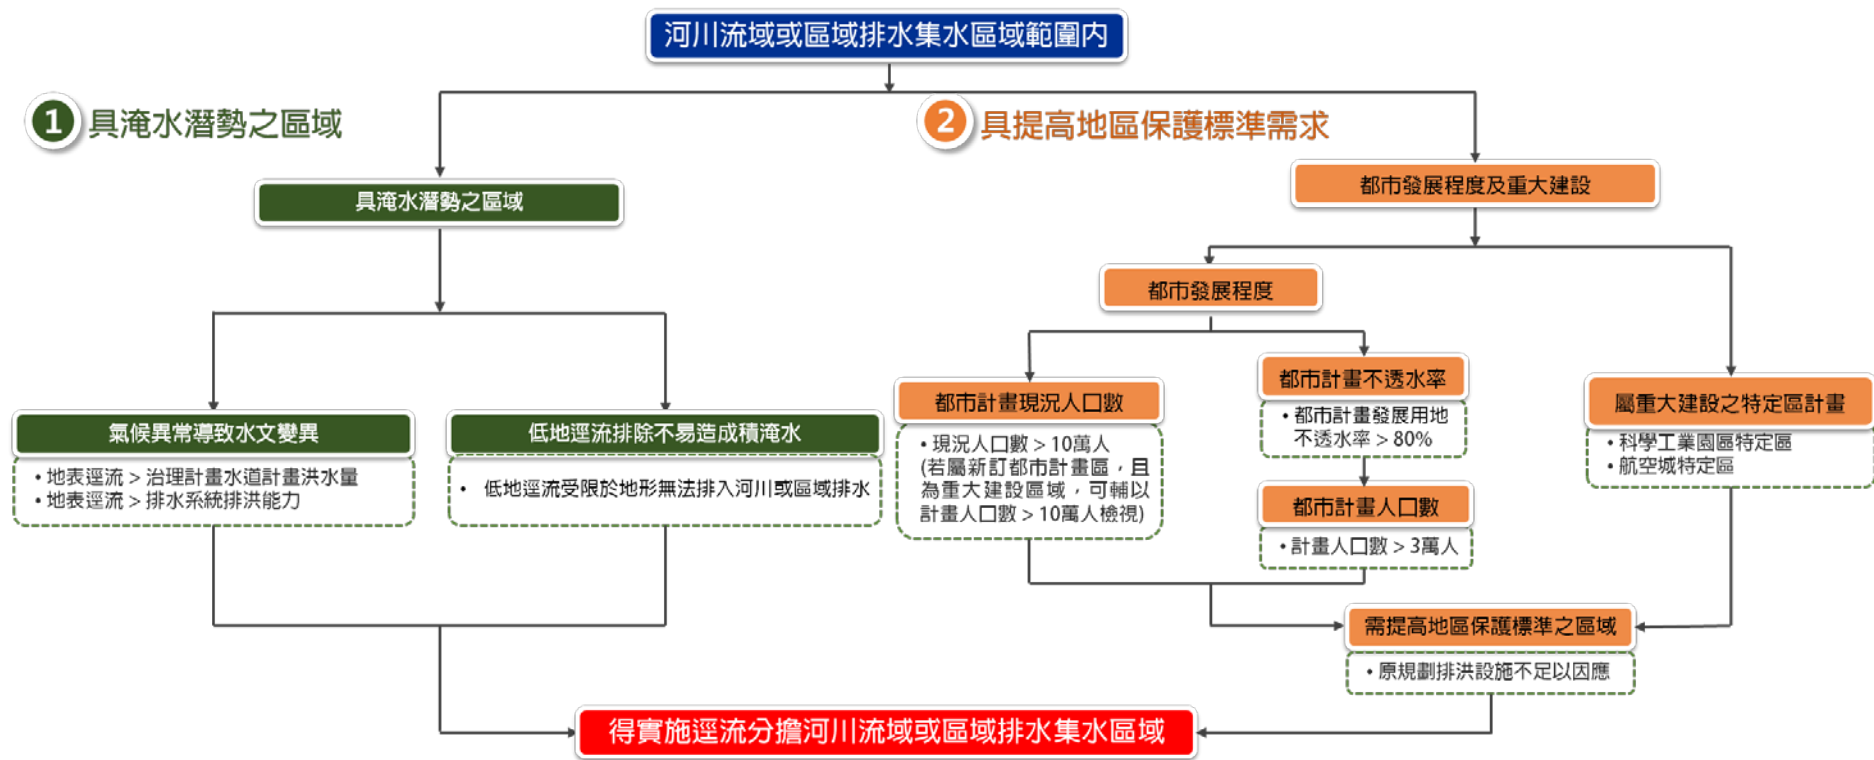 河川流域或區域排水集水區域範圍內
1 具淹水潛勢之區域
2 具提高地區保護標準需求
具淹水潛勢之區域
氣候異常導致水文變異
• 地表逕流 > 治理計畫水道計畫洪水量
• 地表逕流 > 排水系統排洪能力
低地逕流排除不易造成積淹水
• 低地逕流受限於地形無法排入河川或區域排水
都市發展程度及重大建設
都市發展程度
都市計畫現況人口數
• 現況人口數 > 10萬人
(若屬新訂都市計畫區，且
為重大建設區域，可輔以
計畫人口數 > 10萬人檢視)
都市計畫不透水率
• 都市計畫發展用地
不透水率 > 80%
都市計畫人口數
• 計畫人口數 > 3萬人
屬重大建設之特定區計畫
• 科學工業園區特定區
• 航空城特定區
需提高地區保護標準之區域
• 原規劃排洪設施不足以因應
得實施逕流分擔河川流域或區域排水集水區域